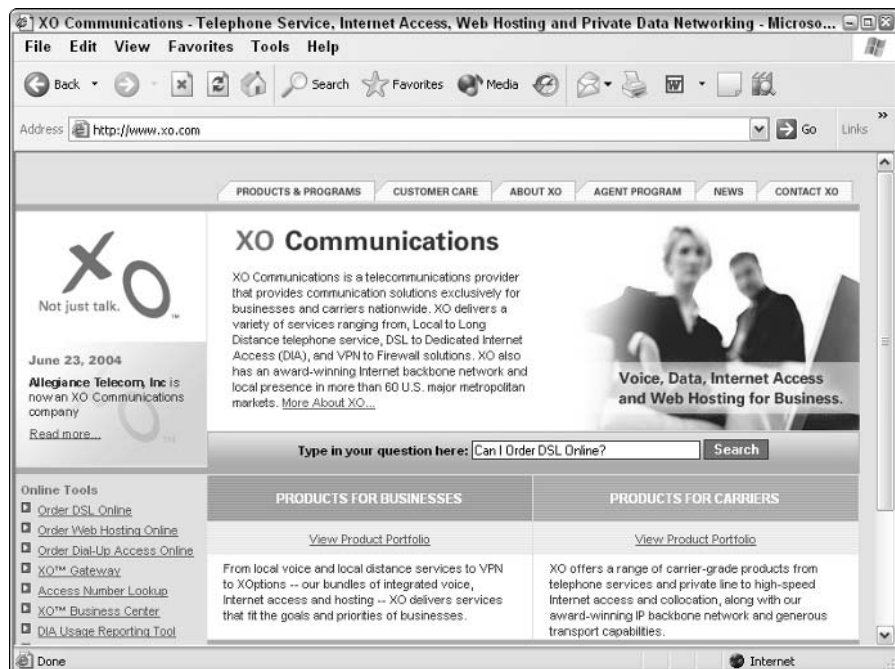 XO Communications - Telephone Service, Internet Access, Web Hosting and Private Data Networking - Microso...
File Edit View Favorites Tools Help
Back Search Favorites Media
Address http://www.xo.com Go Links »
PRODUCTS & PROGRAMS CUSTOMER CARE ABOUT XO AGENT PROGRAM NEWS CONTACT XO
XO
Not just talk.
™
June 23, 2004
Allegiance Telecom, Inc is
now an XO Communications
company
Read more...
XO Communications
XO Communications is a telecommunications provider
that provides communication solutions exclusively for
businesses and carriers nationwide. XO delivers a
variety of services ranging from, Local to Long
Distance telephone service, DSL to Dedicated Internet
Access (DIA), and VPN to Firewall solutions. XO also
has an award-winning Internet backbone network and
local presence in more than 60 U.S. major metropolitan
markets. More About XO...
Voice, Data, Internet Access
and Web Hosting for Business.
Type in your question here: Can I Order DSL Online? Search
Online Tools
Order DSL Online
Order Web Hosting Online
Order Dial-Up Access Online
XO™ Gateway
Access Number Lookup
XO™ Business Center
DIA Usage Reporting Tool
PRODUCTS FOR BUSINESSES
View Product Portfolio
From local voice and local distance services to VPN
to XOptions -- our bundles of integrated voice,
Internet access and hosting -- XO delivers services
that fit the goals and priorities of businesses.
PRODUCTS FOR CARRIERS
View Product Portfolio
XO offers a range of carrier-grade products from
telephone services and private line to high-speed
Internet access and collocation, along with our
award-winning IP backbone network and generous
transport capabilities.
Done Internet